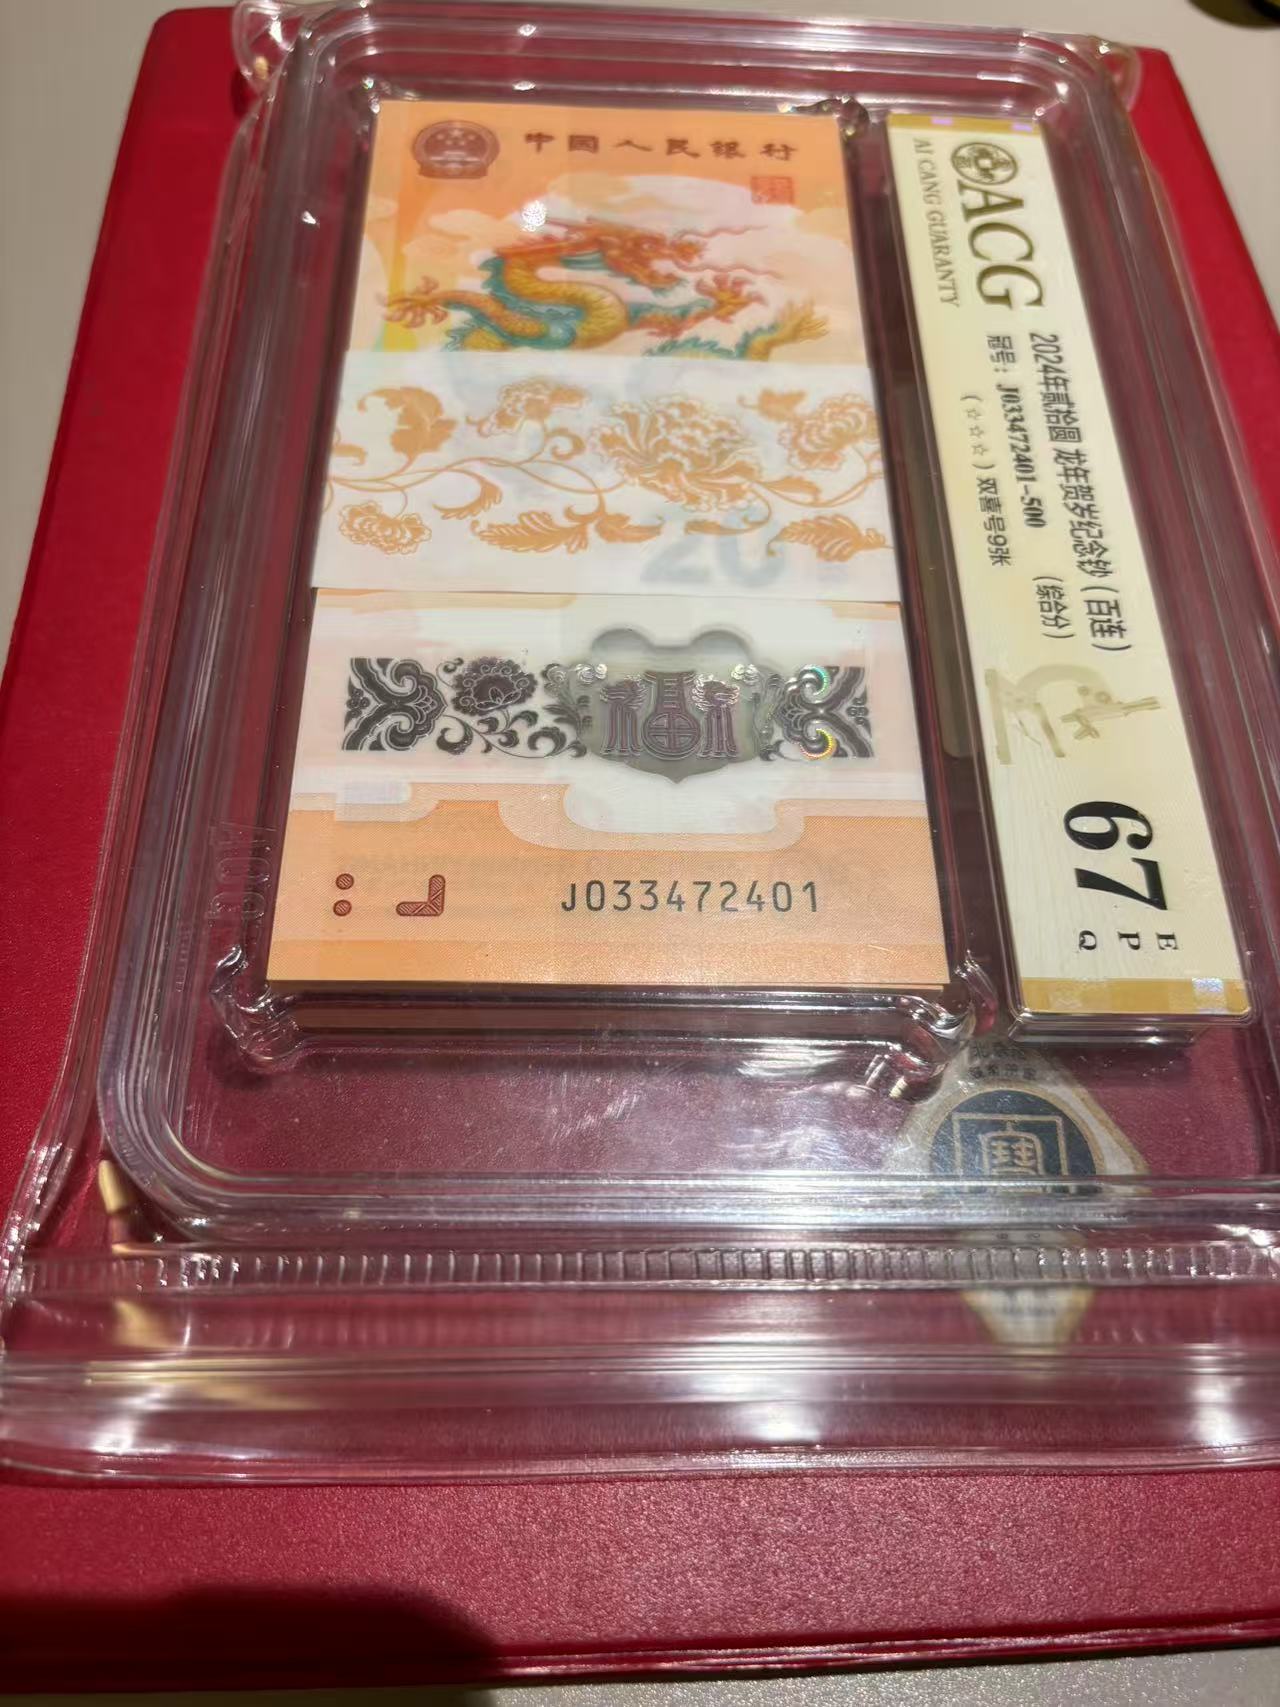 中国人民银行
20
福
J033472401
ACG
AI CANG GUARANTY
2024年贰拾圆 龙年贺岁纪念钞（百连）
冠号：J033472401-500 （综合分）
（☆☆☆）双喜号9张
67
E
P
Q